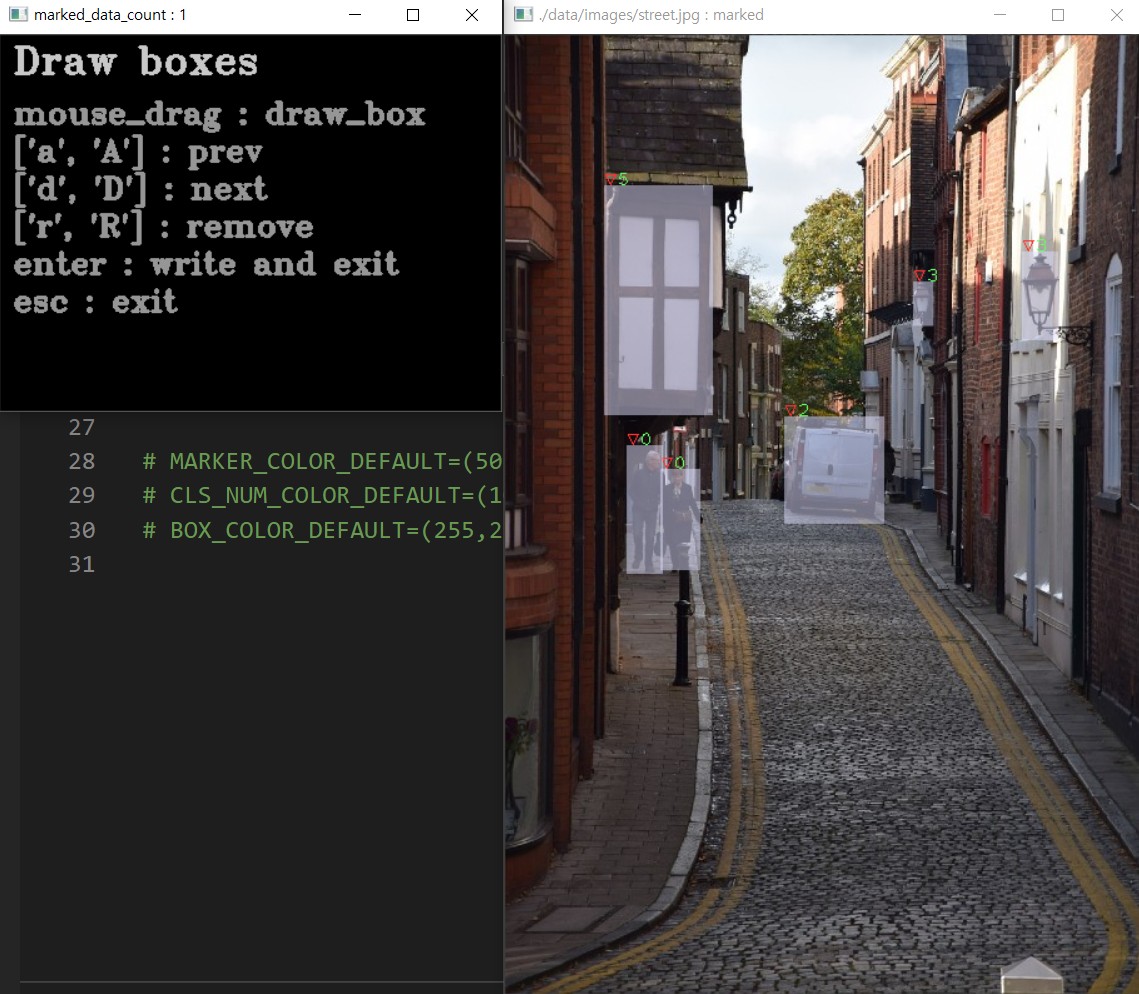 marked_data_count : 1
./data/images/street.jpg : marked
Draw boxes
mouse_drag : draw_box
['a', 'A'] : prev
['d', 'D'] : next
['r', 'R'] : remove
enter : write and exit
esc : exit
27
28 # MARKER_COLOR_DEFAULT=(50
29 # CLS_NUM_COLOR_DEFAULT=(1
30 # BOX_COLOR_DEFAULT=(255,2
31
5
3
2
0
0